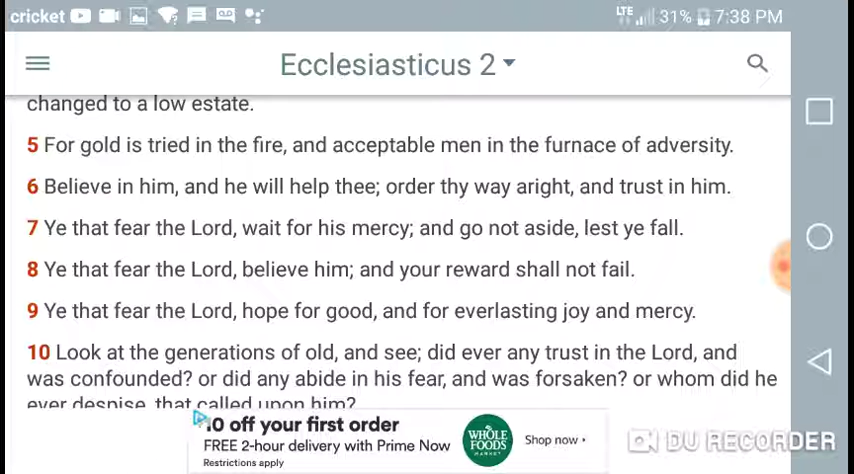 cricket LTE 31% 7:38 PM
Ecclesiasticus 2
changed to a low estate.
5 For gold is tried in the fire, and acceptable men in the furnace of adversity.
6 Believe in him, and he will help thee; order thy way aright, and trust in him.
7 Ye that fear the Lord, wait for his mercy; and go not aside, lest ye fall.
8 Ye that fear the Lord, believe him; and your reward shall not fail.
9 Ye that fear the Lord, hope for good, and for everlasting joy and mercy.
10 Look at the generations of old, and see; did ever any trust in the Lord, and
was confounded? or did any abide in his fear, and was forsaken? or whom did he
ever despise, that called upon him?
10 off your first order
FREE 2-hour delivery with Prime Now
Restrictions apply
WHOLE
FOODS
MARKET
Shop now
DU RECORDER